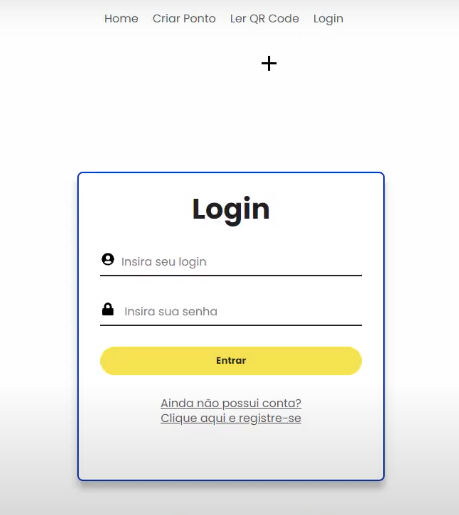 Home Criar Ponto Ler QR Code Login
Login
Insira seu login
Insira sua senha
Entrar
Ainda não possui conta?
Clique aqui e registre-se